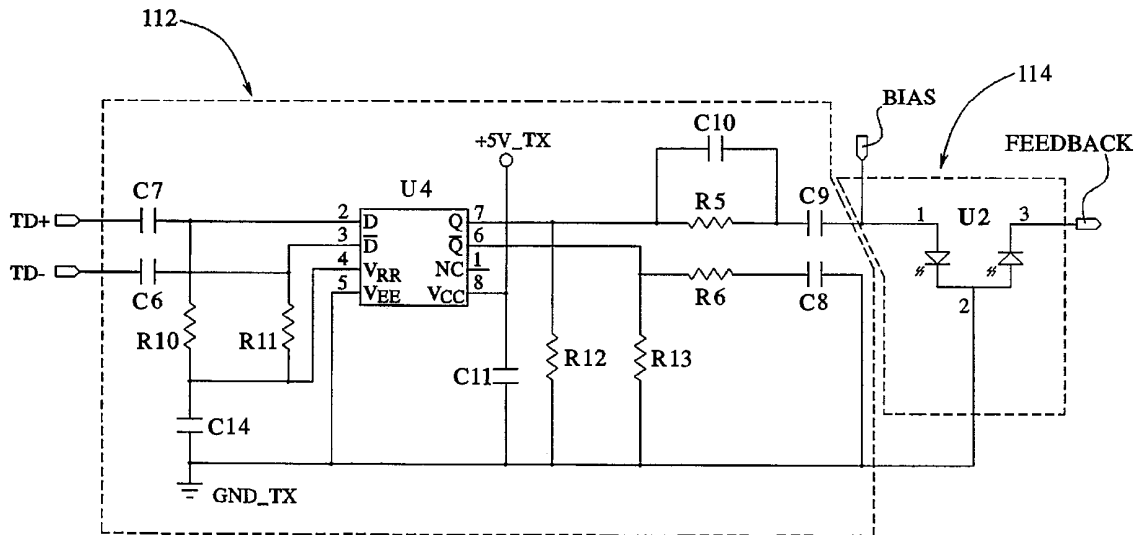 112
114
BIAS
C10
+5V_TX
FEEDBACK
C7
U4
C9
TD+
2
D
Q
7
R5
1
U2
3
3
D̅
Q̅
6
TD-
4
VRR
NC
1
C6
5
VEE
VCC
8
R6
C8
2
R10
R11
C11
R12
R13
C14
GND_TX